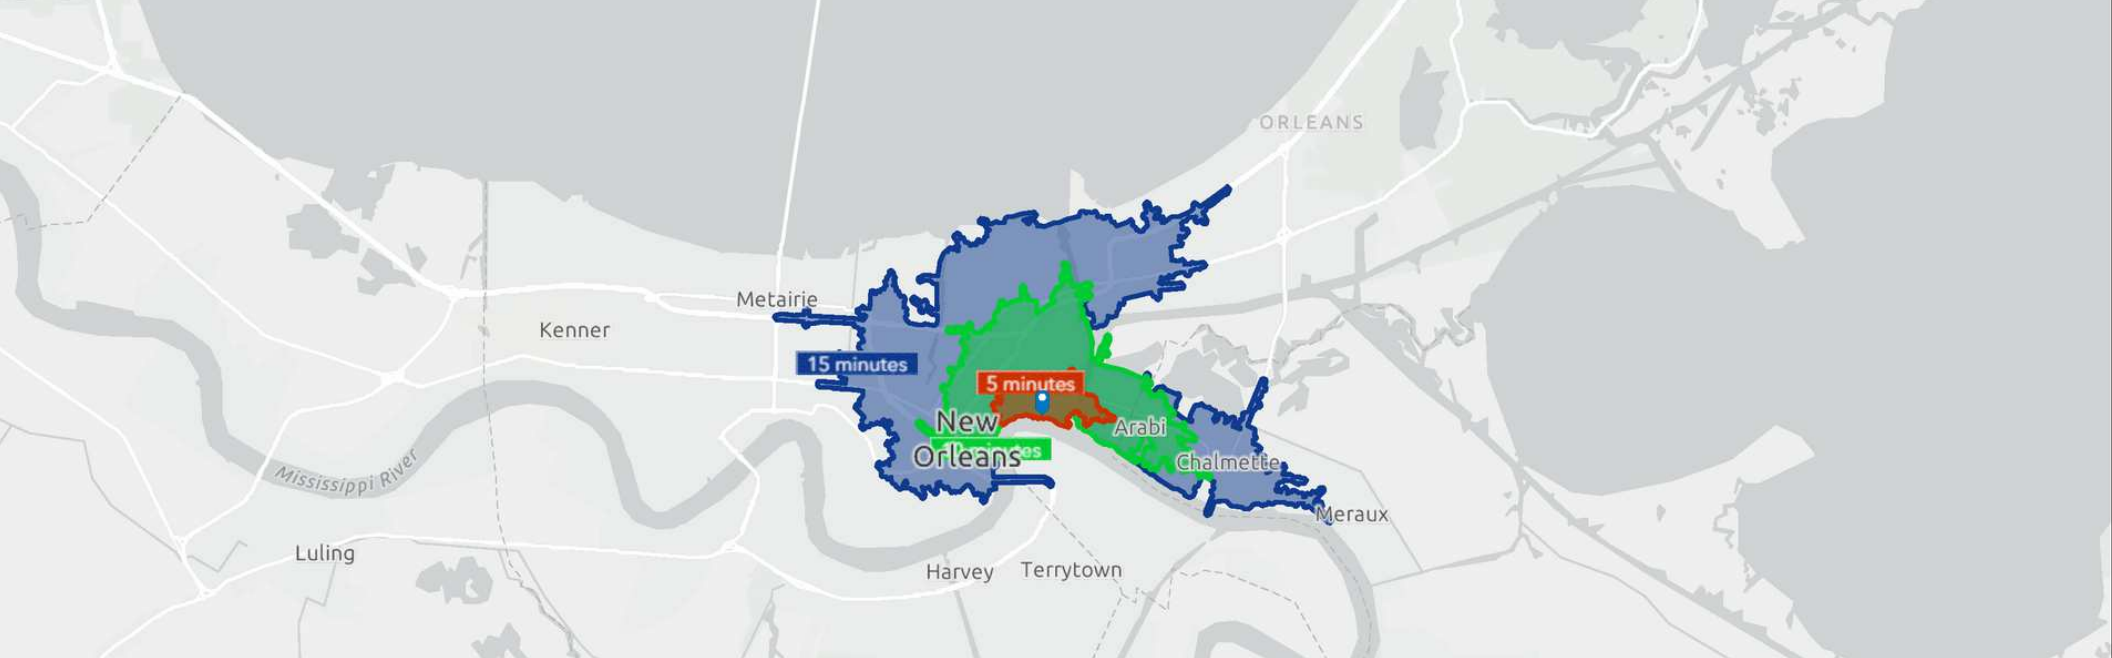 ORLEANS
Metairie
Kenner
15 minutes
5 minutes
New
Orleans
Arabi
Chalmette
Mississippi River
Meraux
Luling
Harvey
Terrytown